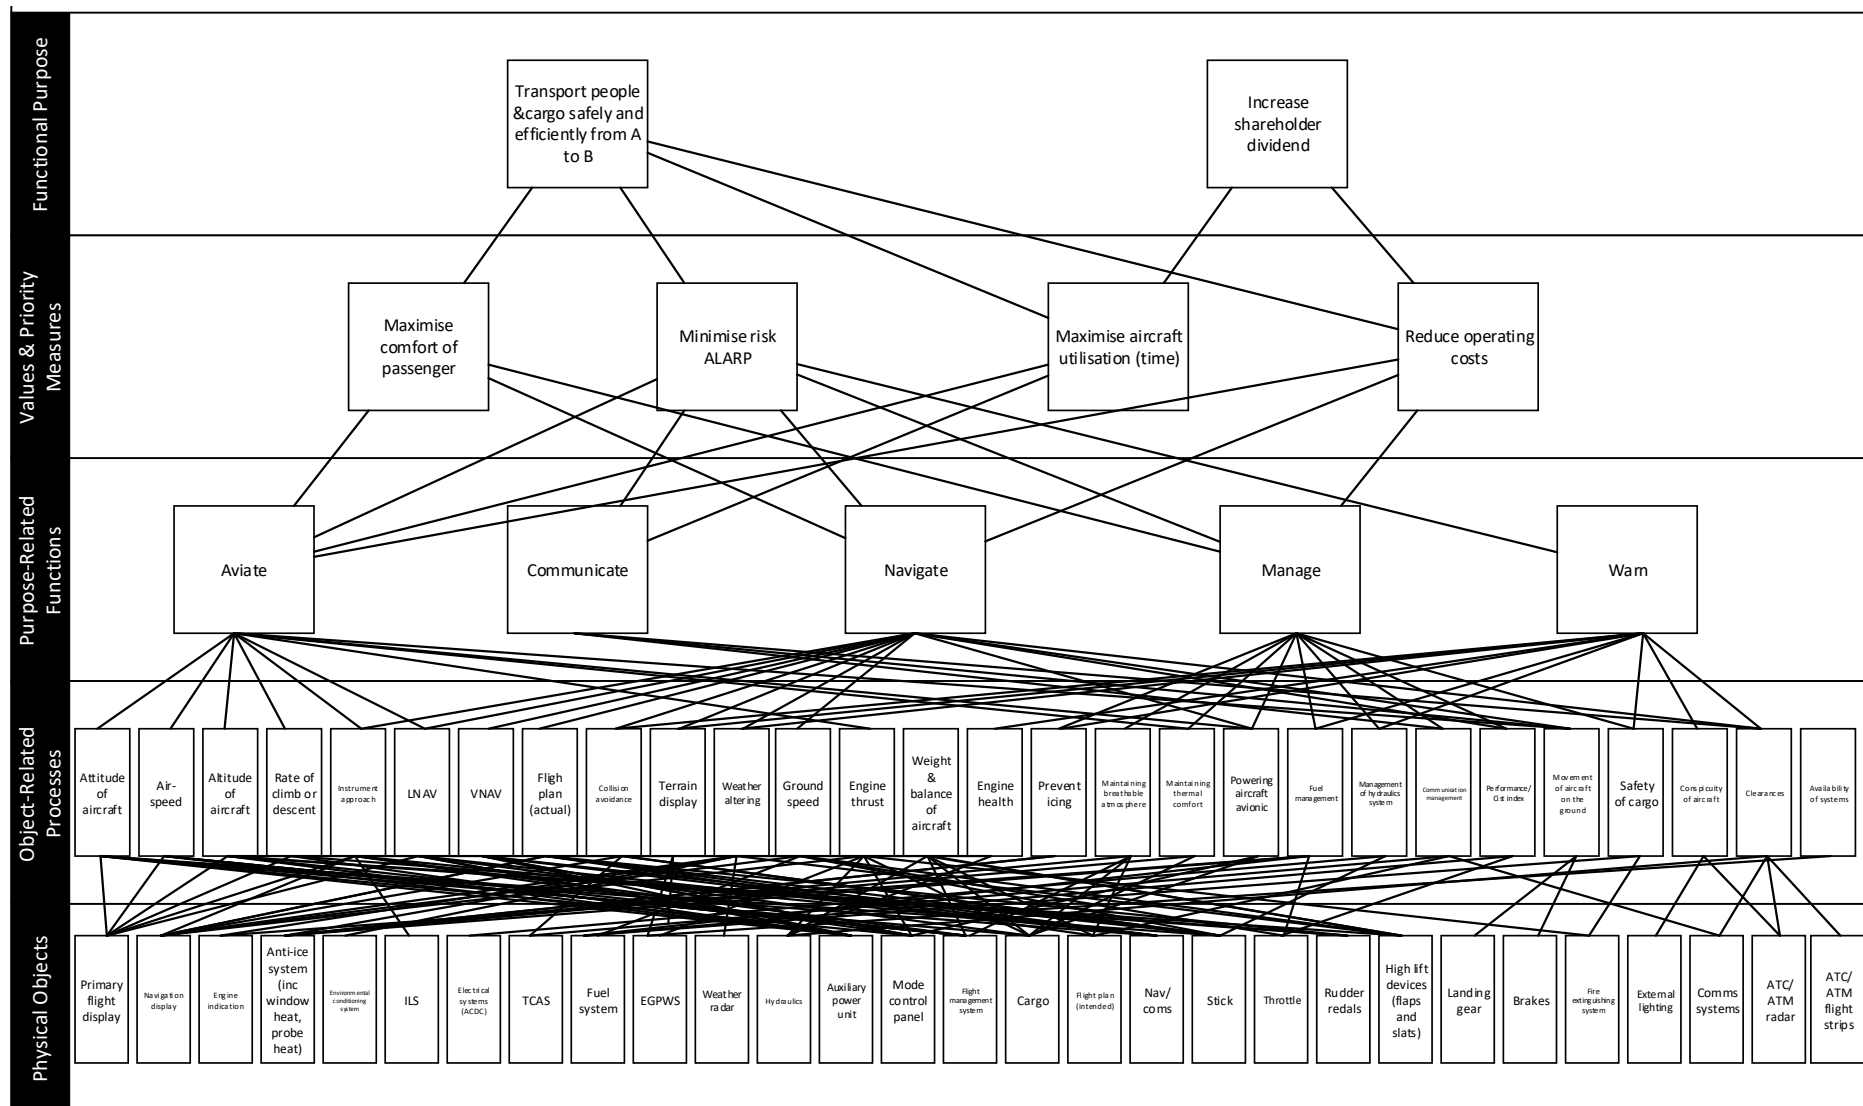 Functional Purpose
Transport people
&cargo safely and
efficiently from A
to B
Increase
shareholder
dividend
Values & Priority
Measures
Maximise
comfort of
passenger
Minimise risk
ALARP
Maximise aircraft
utilisation (time)
Reduce operating
costs
Purpose-Related
Functions
Aviate
Communicate
Navigate
Manage
Warn
Object-Related
Processes
Attitude
of
aircraft
Air-
speed
Altitude
of
aircraft
Rate of
climb or
descent
Instrument
approach
LNAV
VNAV
Fligh
plan
(actual)
Collision
avoidance
Terrain
display
Weather
altering
Ground
speed
Engine
thrust
Weight
&
balance
of
aircraft
Engine
health
Prevent
icing
Maintaining
breathable
atmosphere
Maintaining
thermal
comfort
Powering
aircraft
avionic
Fuel
management
Management
of hydraulics
system
Communication
management
Performance/
Cist index
Movement
of aircraft
on the
ground
Safety
of cargo
Conspicuity
of aircraft
Clearances
Availability
of systems
Physical Objects
Primary
flight
display
Navigation
display
Engine
indication
Anti-ice
system
(inc
window
heat,
probe
heat)
Environmental
conditioning
system
ILS
Electrical
systems
(ACDC)
TCAS
Fuel
system
EGPWS
Weather
radar
Hydraulics
Auxiliary
power
unit
Mode
control
panel
Flight
management
system
Cargo
Flight plan
(intended)
Nav/
coms
Stick
Throttle
Rudder
redals
High lift
devices
(flaps
and
slats)
Landing
gear
Brakes
Fire
extinguishing
system
External
lighting
Comms
systems
ATC/
ATM
radar
ATC/
ATM
flight
strips